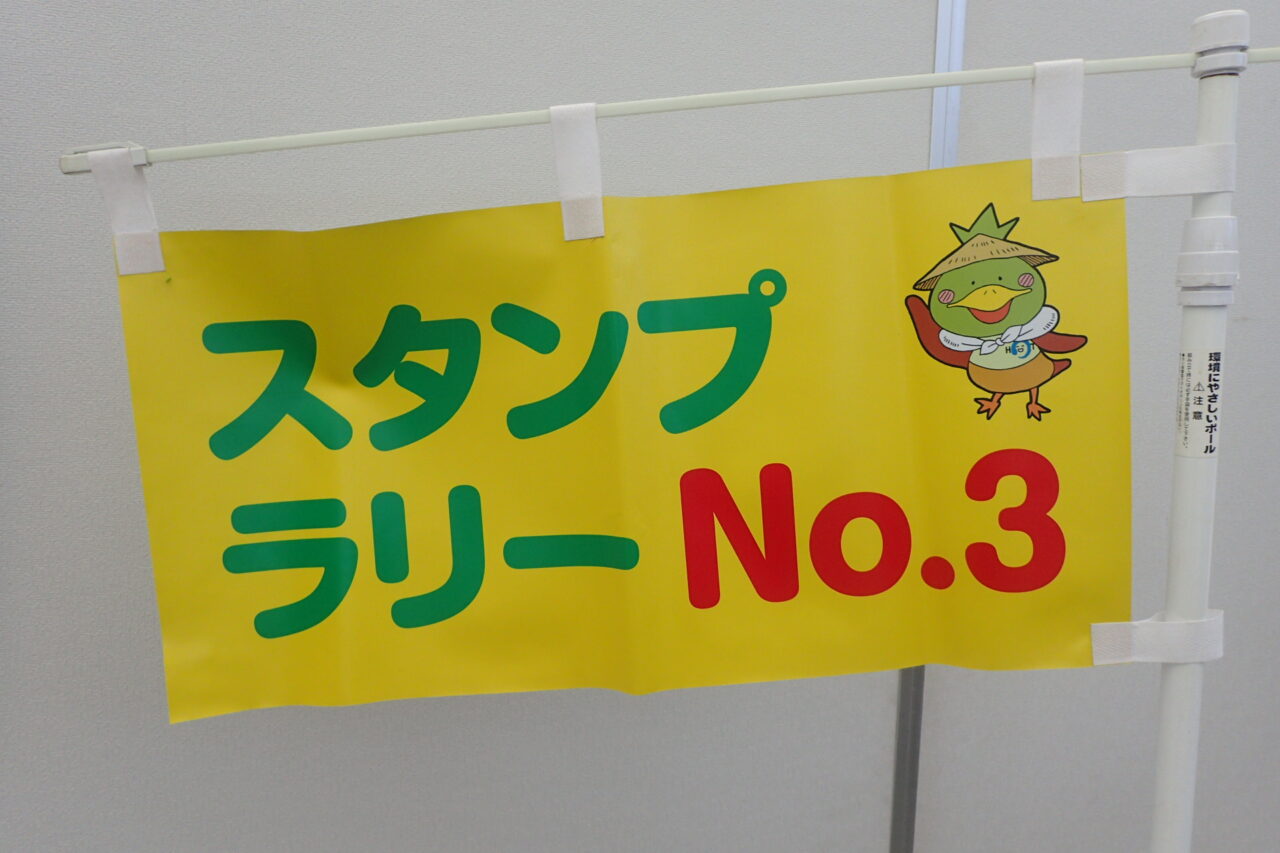 スタンプ
ラリー No.3
環境にやさしいポール
⚠注意